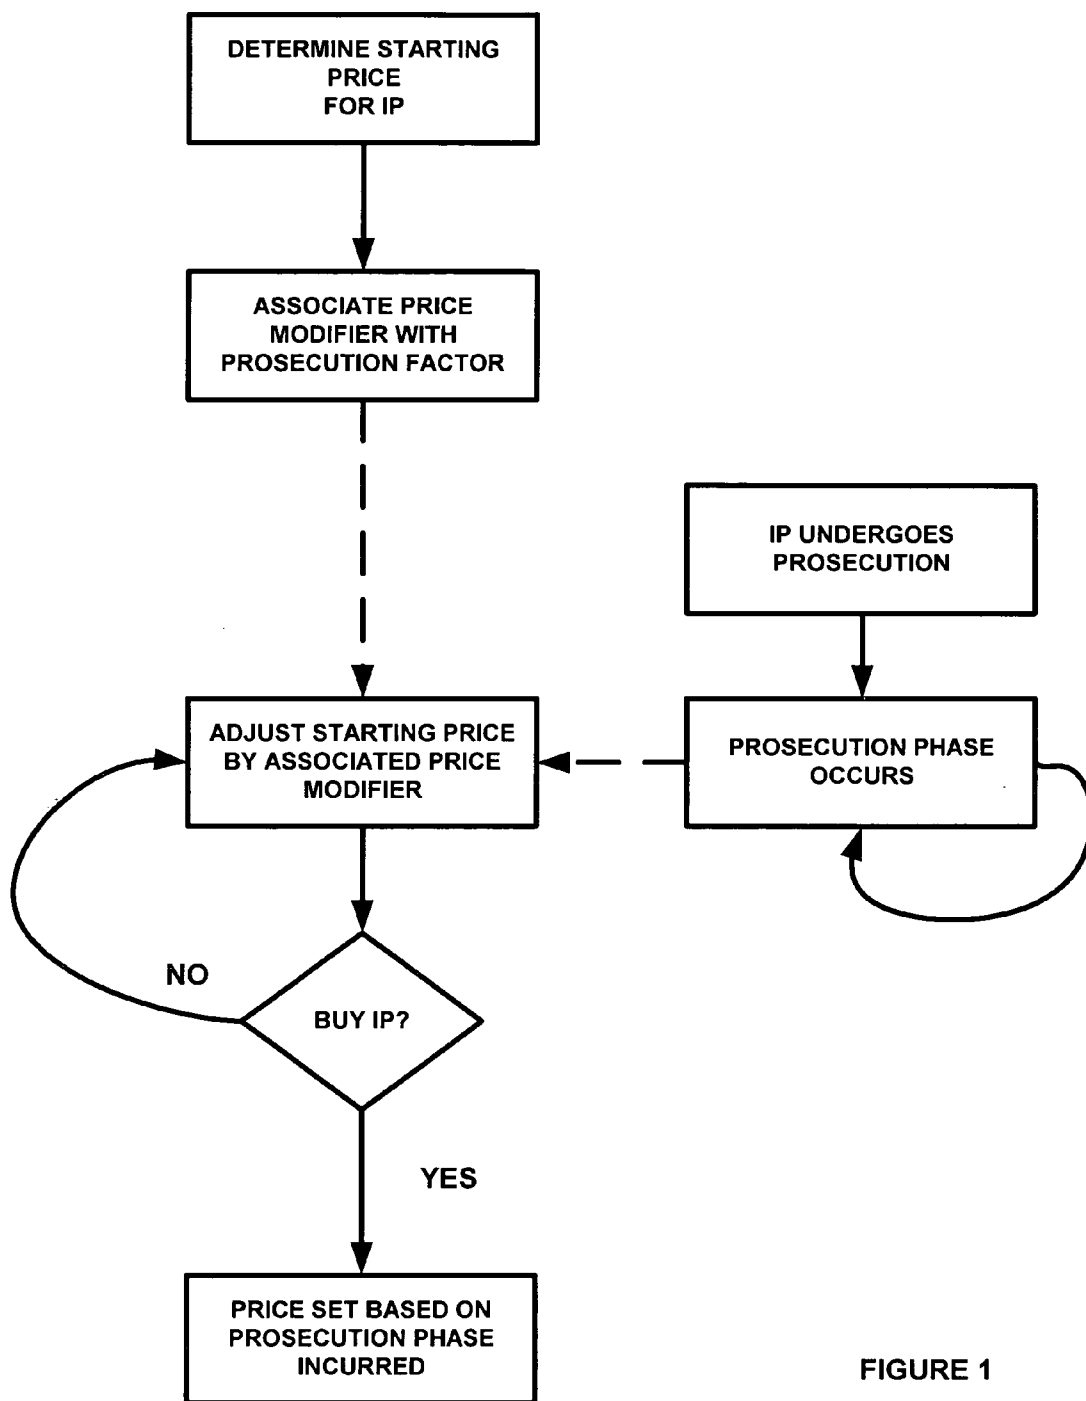 DETERMINE STARTING
PRICE
FOR IP
ASSOCIATE PRICE
MODIFIER WITH
PROSECUTION FACTOR
IP UNDERGOES
PROSECUTION
ADJUST STARTING PRICE
BY ASSOCIATED PRICE
MODIFIER
PROSECUTION PHASE
OCCURS
NO
BUY IP?
YES
PRICE SET BASED ON
PROSECUTION PHASE
INCURRED
FIGURE 1